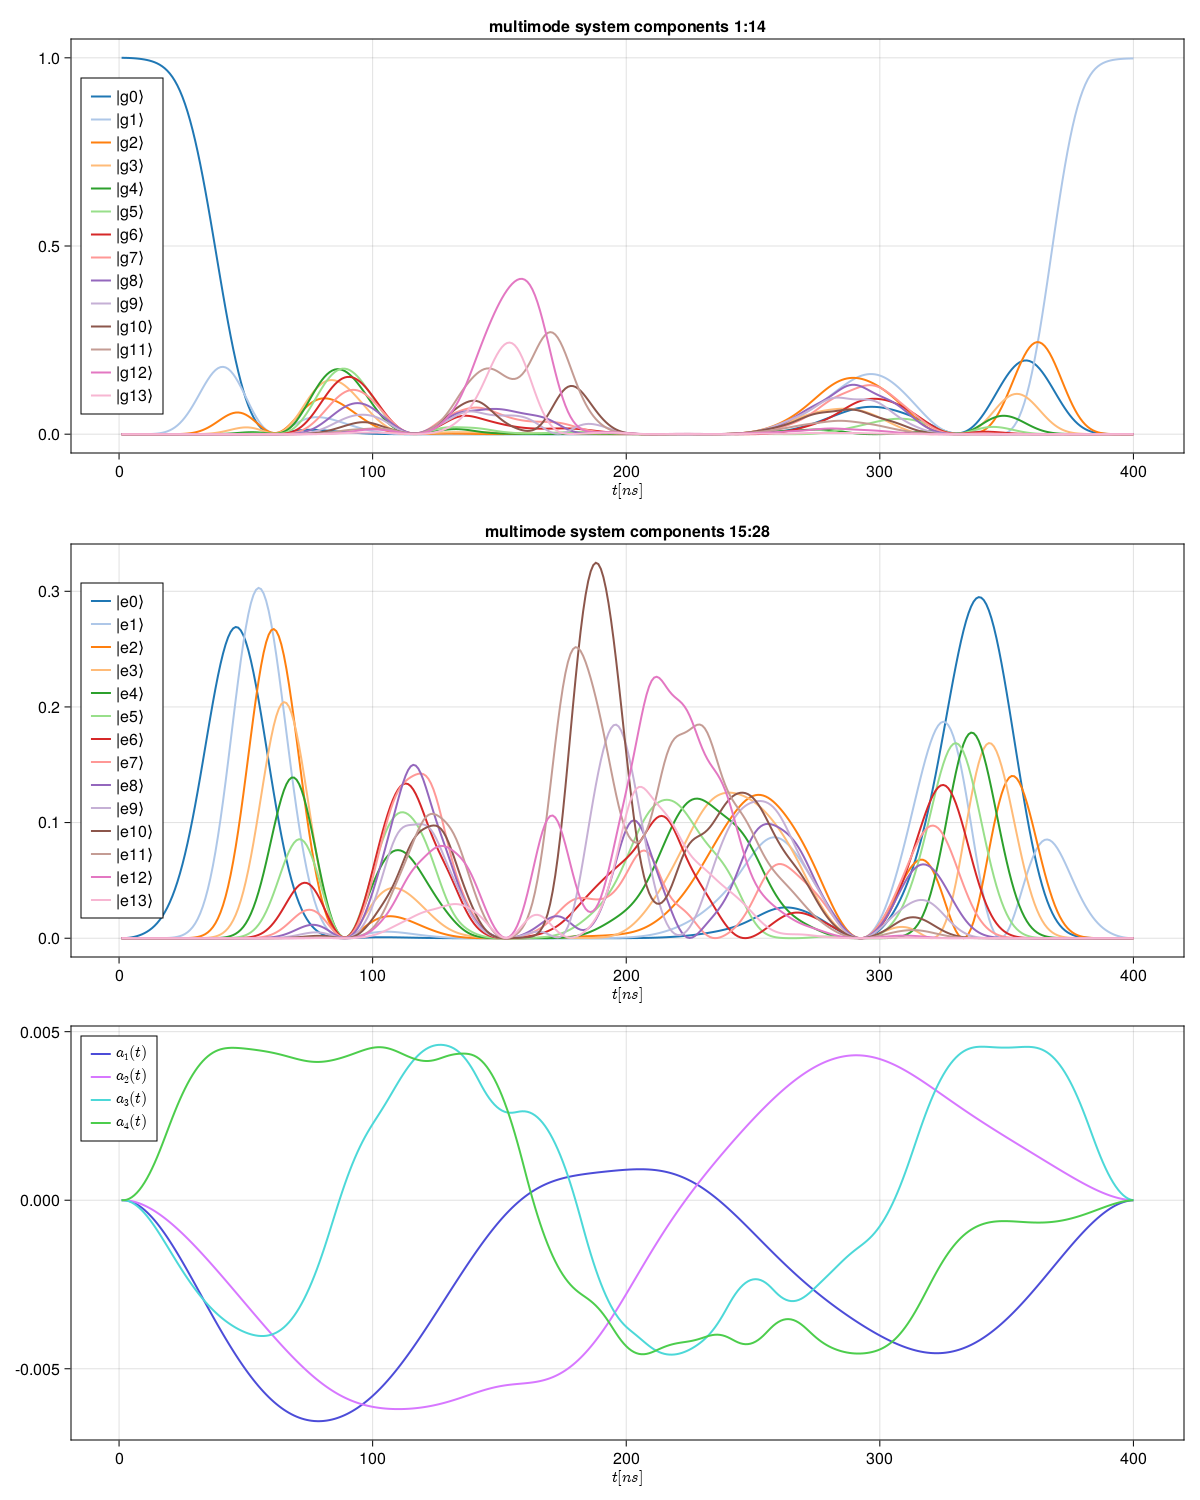 multimode system components 1:14
1.0
0.5
0.0
|g0⟩
|g1⟩
|g2⟩
|g3⟩
|g4⟩
|g5⟩
|g6⟩
|g7⟩
|g8⟩
|g9⟩
|g10⟩
|g11⟩
|g12⟩
|g13⟩
0 100 200 300 400
t[ns]
multimode system components 15:28
0.3
0.2
0.1
0.0
|e0⟩
|e1⟩
|e2⟩
|e3⟩
|e4⟩
|e5⟩
|e6⟩
|e7⟩
|e8⟩
|e9⟩
|e10⟩
|e11⟩
|e12⟩
|e13⟩
0 100 200 300 400
t[ns]
0.005
0.000
-0.005
a₁(t)
a₂(t)
a₃(t)
a₄(t)
0 100 200 300 400
t[ns]